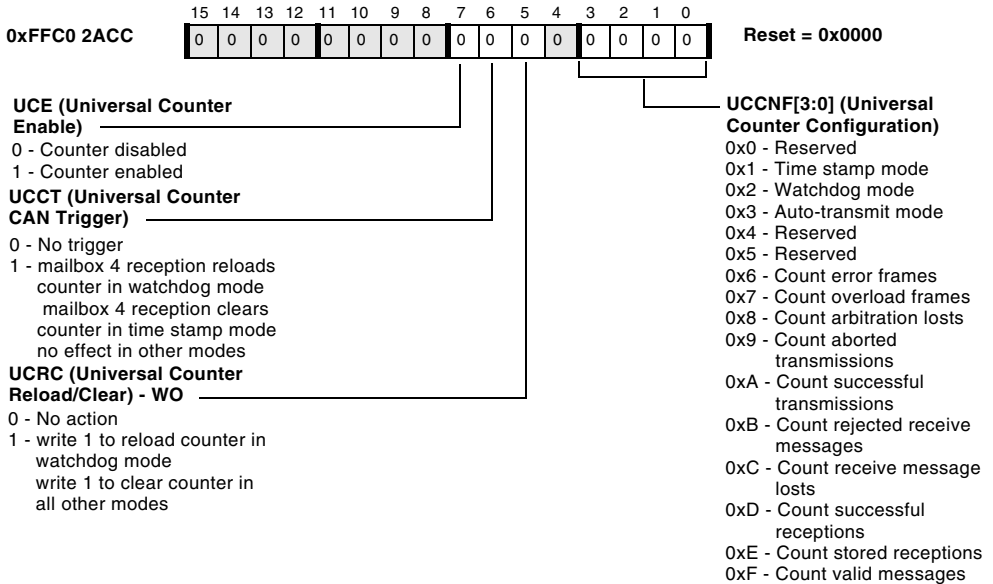 15 14 13 12 11 10 9 8 7 6 5 4 3 2 1 0
0xFFC0 2ACC
0 0 0 0 0 0 0 0 0 0 0 0 0 0 0 0
Reset = 0x0000
UCE (Universal Counter
Enable)
0 - Counter disabled
1 - Counter enabled
UCCT (Universal Counter
CAN Trigger)
0 - No trigger
1 - mailbox 4 reception reloads
counter in watchdog mode
mailbox 4 reception clears
counter in time stamp mode
no effect in other modes
UCRC (Universal Counter
Reload/Clear) - WO
0 - No action
1 - write 1 to reload counter in
watchdog mode
write 1 to clear counter in
all other modes
UCCNF[3:0] (Universal
Counter Configuration)
0x0 - Reserved
0x1 - Time stamp mode
0x2 - Watchdog mode
0x3 - Auto-transmit mode
0x4 - Reserved
0x5 - Reserved
0x6 - Count error frames
0x7 - Count overload frames
0x8 - Count arbitration losts
0x9 - Count aborted
transmissions
0xA - Count successful
transmissions
0xB - Count rejected receive
messages
0xC - Count receive message
losts
0xD - Count successful
receptions
0xE - Count stored receptions
0xF - Count valid messages